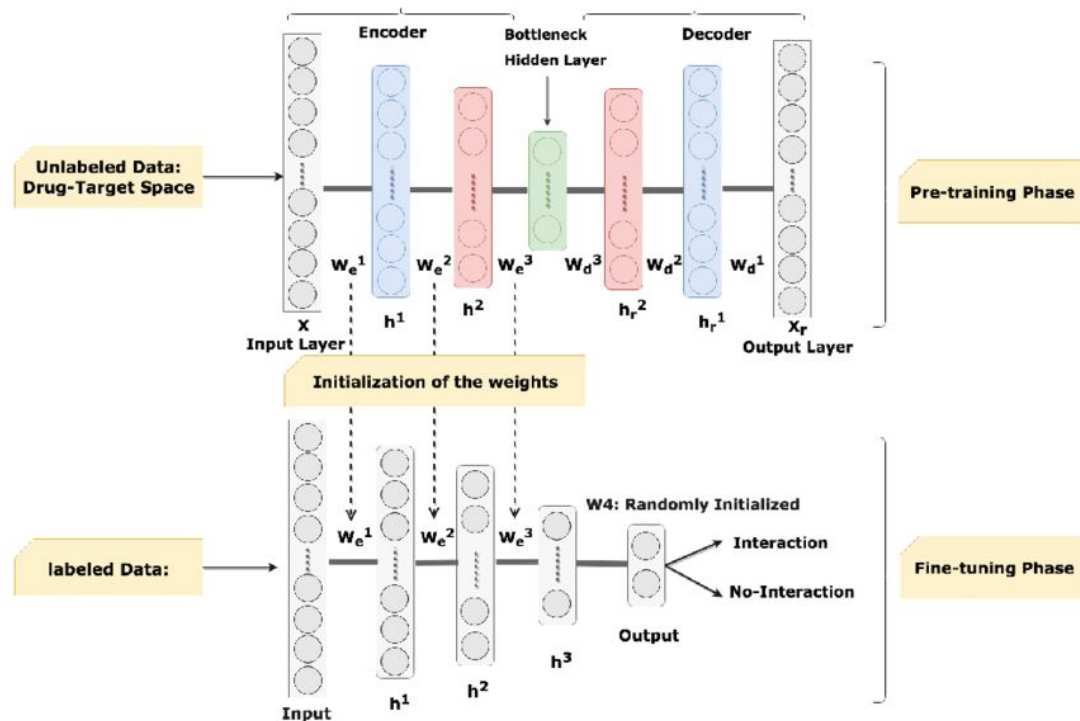 Encoder
Bottleneck
Hidden Layer
Decoder
Unlabeled Data:
Drug-Target Space
Pre-training Phase
We¹
We²
We³
Wd³
Wd²
Wd¹
h¹
h²
hr²
hr¹
X
Input Layer
Xr
Output Layer
Initialization of the weights
W4: Randomly Initialized
We¹
We²
We³
labeled Data:
Interaction
No-Interaction
Fine-tuning Phase
Output
h³
h²
h¹
Input